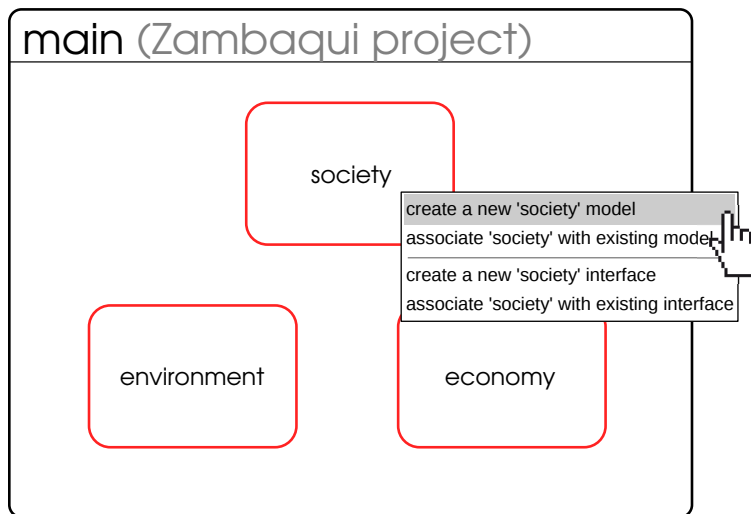 main (Zambaqui project)
society
create a new 'society' model
associate 'society' with existing model
create a new 'society' interface
associate 'society' with existing interface
environment
economy